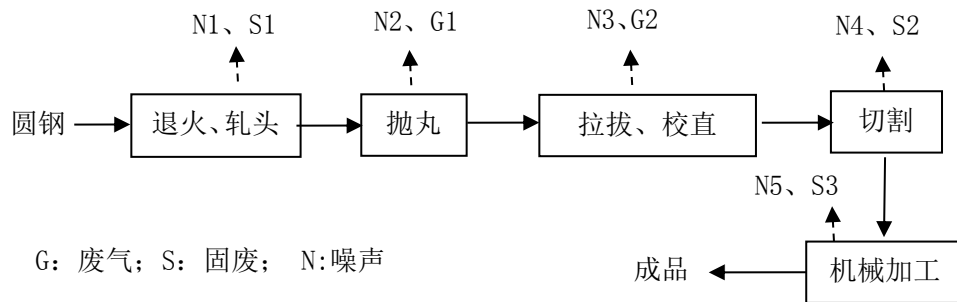 N1、S1
N2、G1
N3、G2
N4、S2
圆钢
退火、轧头
抛丸
拉拔、校直
切割
N5、S3
G：废气；S：固废； N:噪声
成品
机械加工